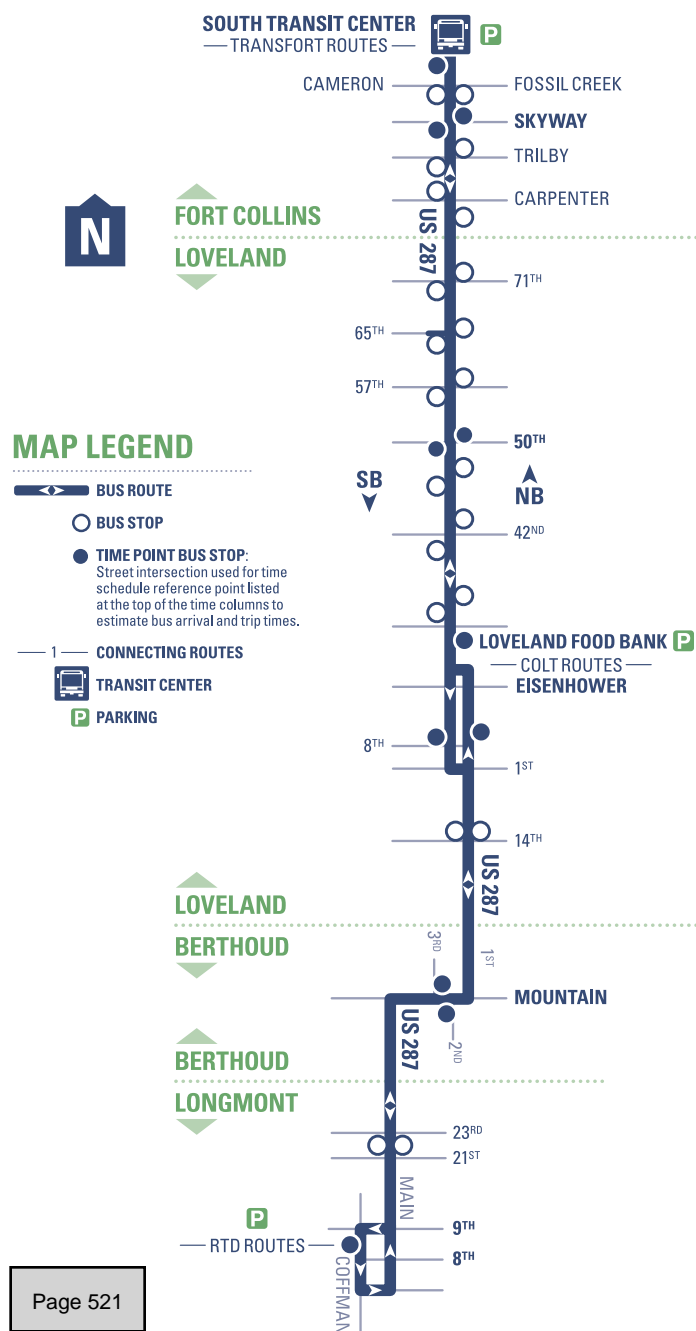 SOUTH TRANSIT CENTER
P
TRANSFORT ROUTES
CAMERON
FOSSIL CREEK
SKYWAY
TRILBY
CARPENTER
N
FORT COLLINS
US 287
LOVELAND
71ST
65TH
57TH
MAP LEGEND
50TH
BUS ROUTE
SB
NB
BUS STOP
42ND
TIME POINT BUS STOP:
Street intersection used for time
schedule reference point listed
at the top of the time columns to
estimate bus arrival and trip times.
LOVELAND FOOD BANK P
1 CONNECTING ROUTES
COLT ROUTES
TRANSIT CENTER
EISENHOWER
P PARKING
8TH
1ST
14TH
US 287
LOVELAND
BERTHOUD
3RD
1ST
MOUNTAIN
US 287
2ND
BERTHOUD
LONGMONT
23RD
21ST
MAIN
P
9TH
RTD ROUTES
8TH
COFFMAN
Page 521